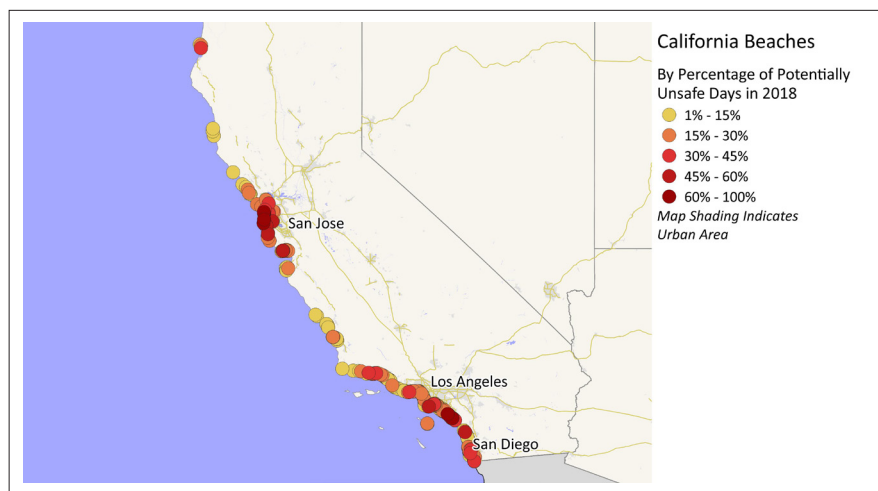 California Beaches
By Percentage of Potentially
Unsafe Days in 2018
1% - 15%
15% - 30%
30% - 45%
45% - 60%
60% - 100%
Map Shading Indicates
Urban Area
San Jose
Los Angeles
San Diego